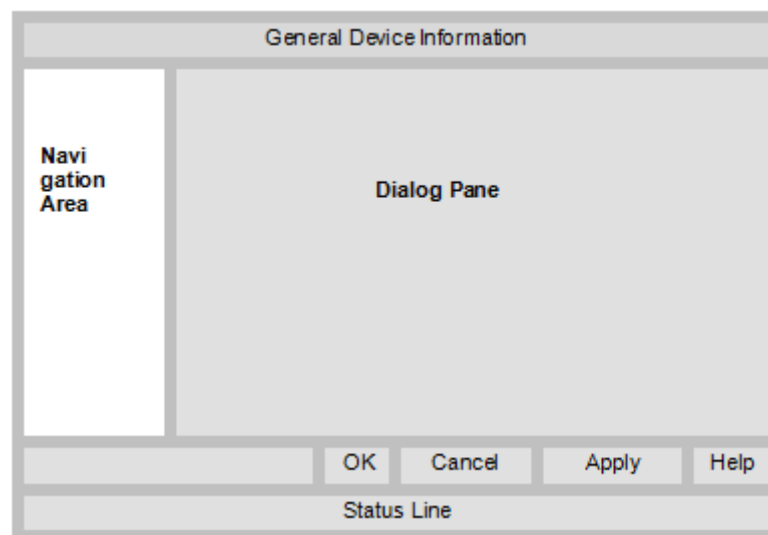 General Device Information
Navi
gation
Area
Dialog Pane
OK Cancel Apply Help
Status Line